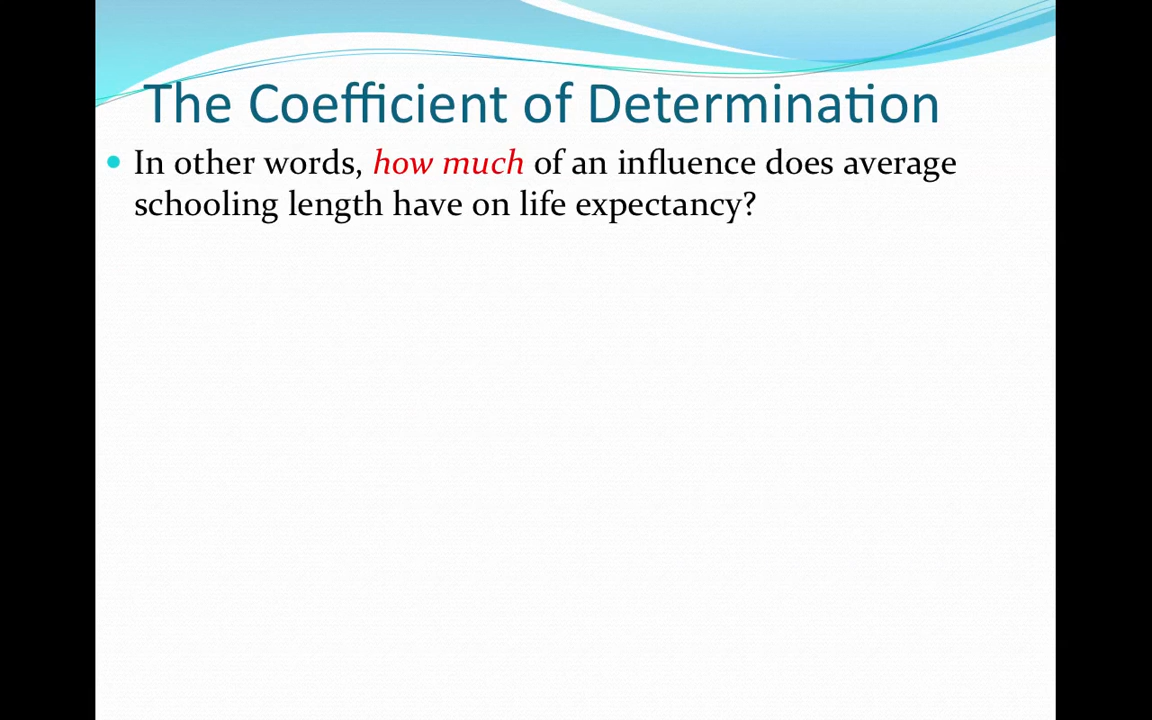 The Coefficient of Determination
• In other words, how much of an influence does average
schooling length have on life expectancy?